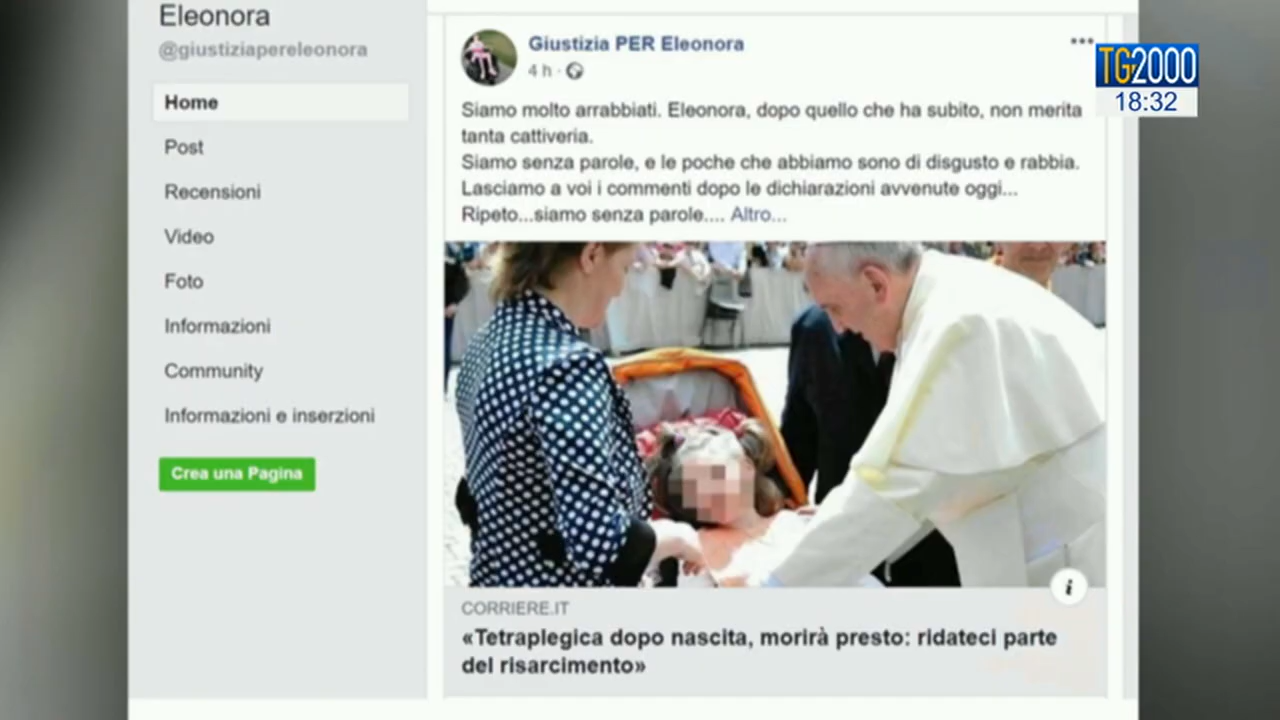 Eleonora
@giustiziapereleonora
Home
Post
Recensioni
Video
Foto
Informazioni
Community
Informazioni e inserzioni
Crea una Pagina
Giustizia PER Eleonora
4 h
Siamo molto arrabbiati. Eleonora, dopo quello che ha subito, non merita
tanta cattiveria.
Siamo senza parole, e le poche che abbiamo sono di disgusto e rabbia.
Lasciamo a voi i commenti dopo le dichiarazioni avvenute oggi...
Ripeto...siamo senza parole.... Altro...
CORRIERE.IT
«Tetraplegica dopo nascita, morirà presto: ridateci parte
del risarcimento»
TG2000
18:32